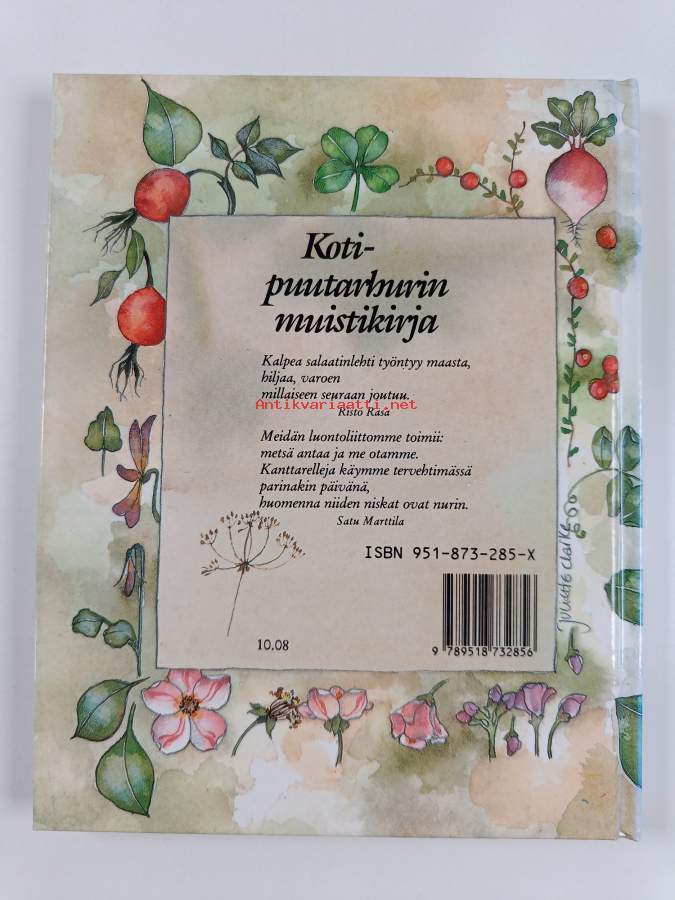 Koti-
puutarhurin
muistikirja
Kalpea salaatinlehti työntyy maasta,
hiljaa, varoen
millaiseen seuraan joutuu.
Antikvariaatti.net
Risto Rasa
Meidän luontoliittomme toimii:
metsä antaa ja me otamme.
Kanttarelleja käymme tervehtimässä
parinakin päivänä,
huomenna niiden niskat ovat nurin.
Satu Marttila
ISBN 951-873-285-X
10.08
9 789518 732856